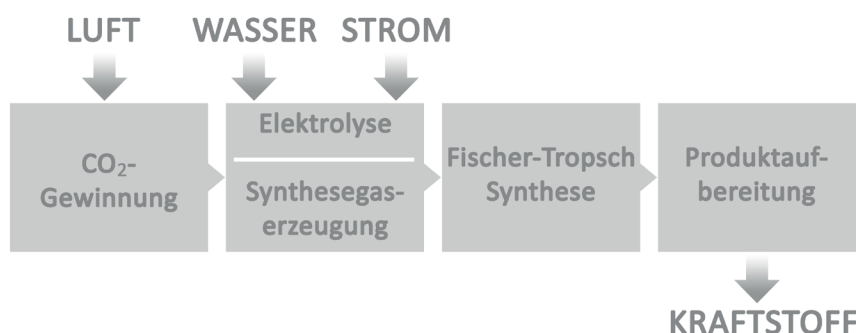 LUFT WASSER STROM
CO₂-
Gewinnung
Elektrolyse
Synthesegas-
erzeugung
Fischer-Tropsch
Synthese
Produktauf-
bereitung
KRAFTSTOFF